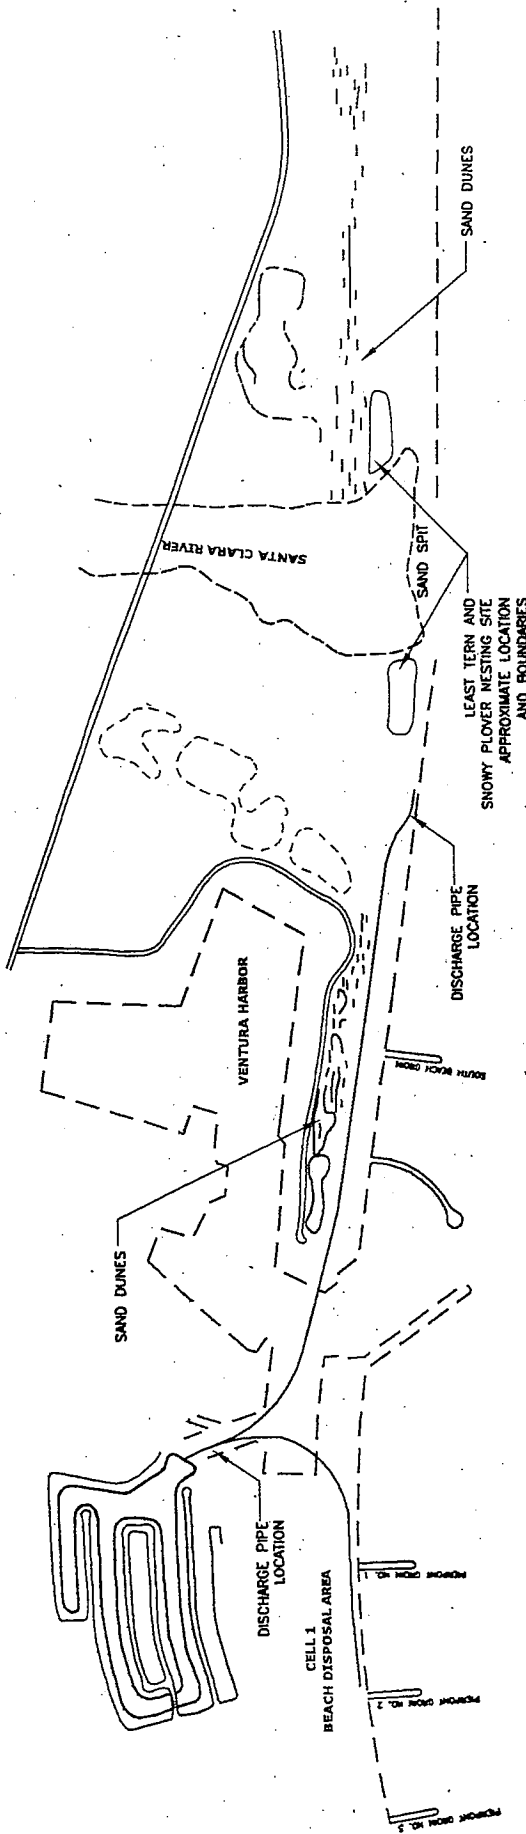 SAND DUNES
SANTA CLARA RIVER
SAND SPIT
LEAST TERN AND
SNOWY PLOVER NESTING SITE
APPROXIMATE LOCATION
AND BOUNDARIES
DISCHARGE PIPE
LOCATION
VENTURA HARBOR
SOUTH BEACH GROIN
SAND DUNES
DISCHARGE PIPE
LOCATION
CELL 1
BEACH DISPOSAL AREA
PIERPONT GROIN NO. 1
PIERPONT GROIN NO. 2
PIERPONT GROIN NO. 3